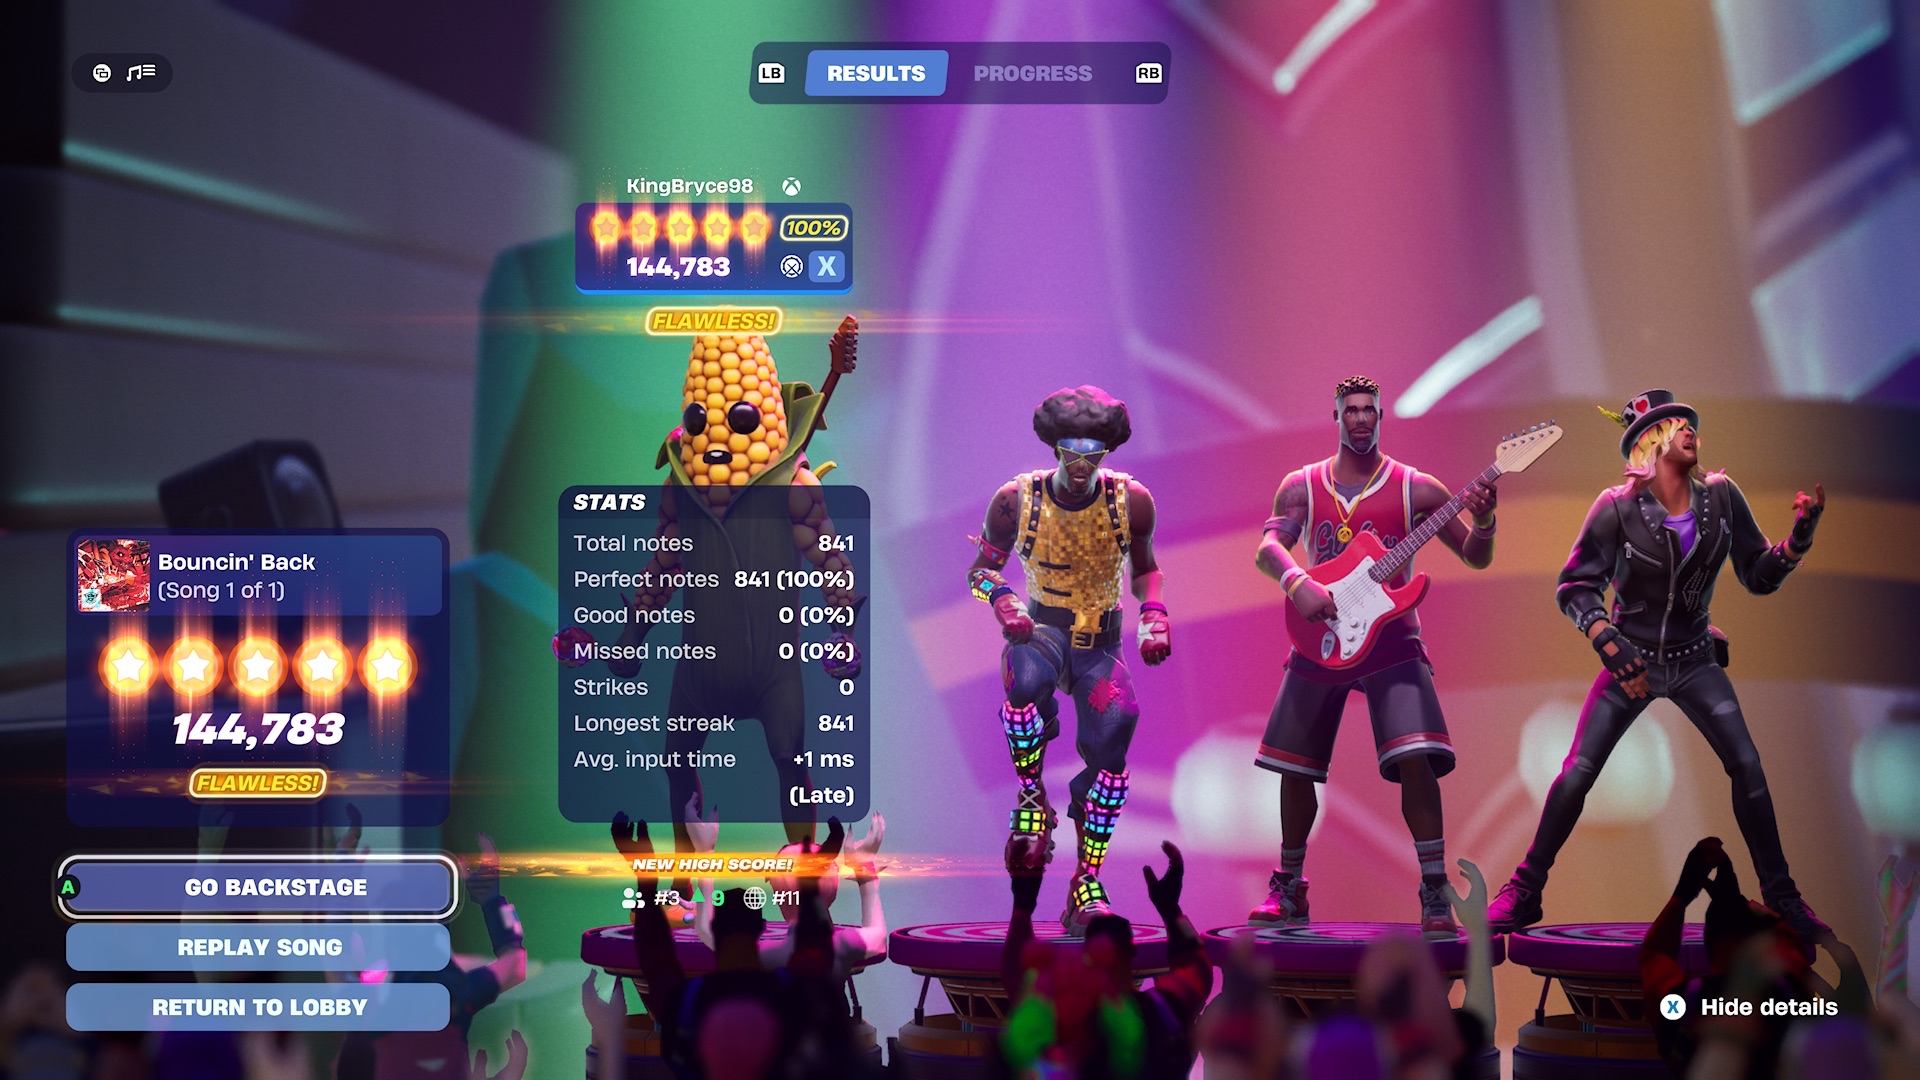 LB
RESULTS
PROGRESS
RB
KingBryce98
100%
144,783
X
FLAWLESS!
STATS
Total notes 841
Perfect notes 841 (100%)
Good notes 0 (0%)
Missed notes 0 (0%)
Strikes 0
Longest streak 841
Avg. input time +1 ms
(Late)
NEW HIGH SCORE!
#3 9 #11
Bouncin' Back
(Song 1 of 1)
144,783
FLAWLESS!
A GO BACKSTAGE
REPLAY SONG
RETURN TO LOBBY
X Hide details